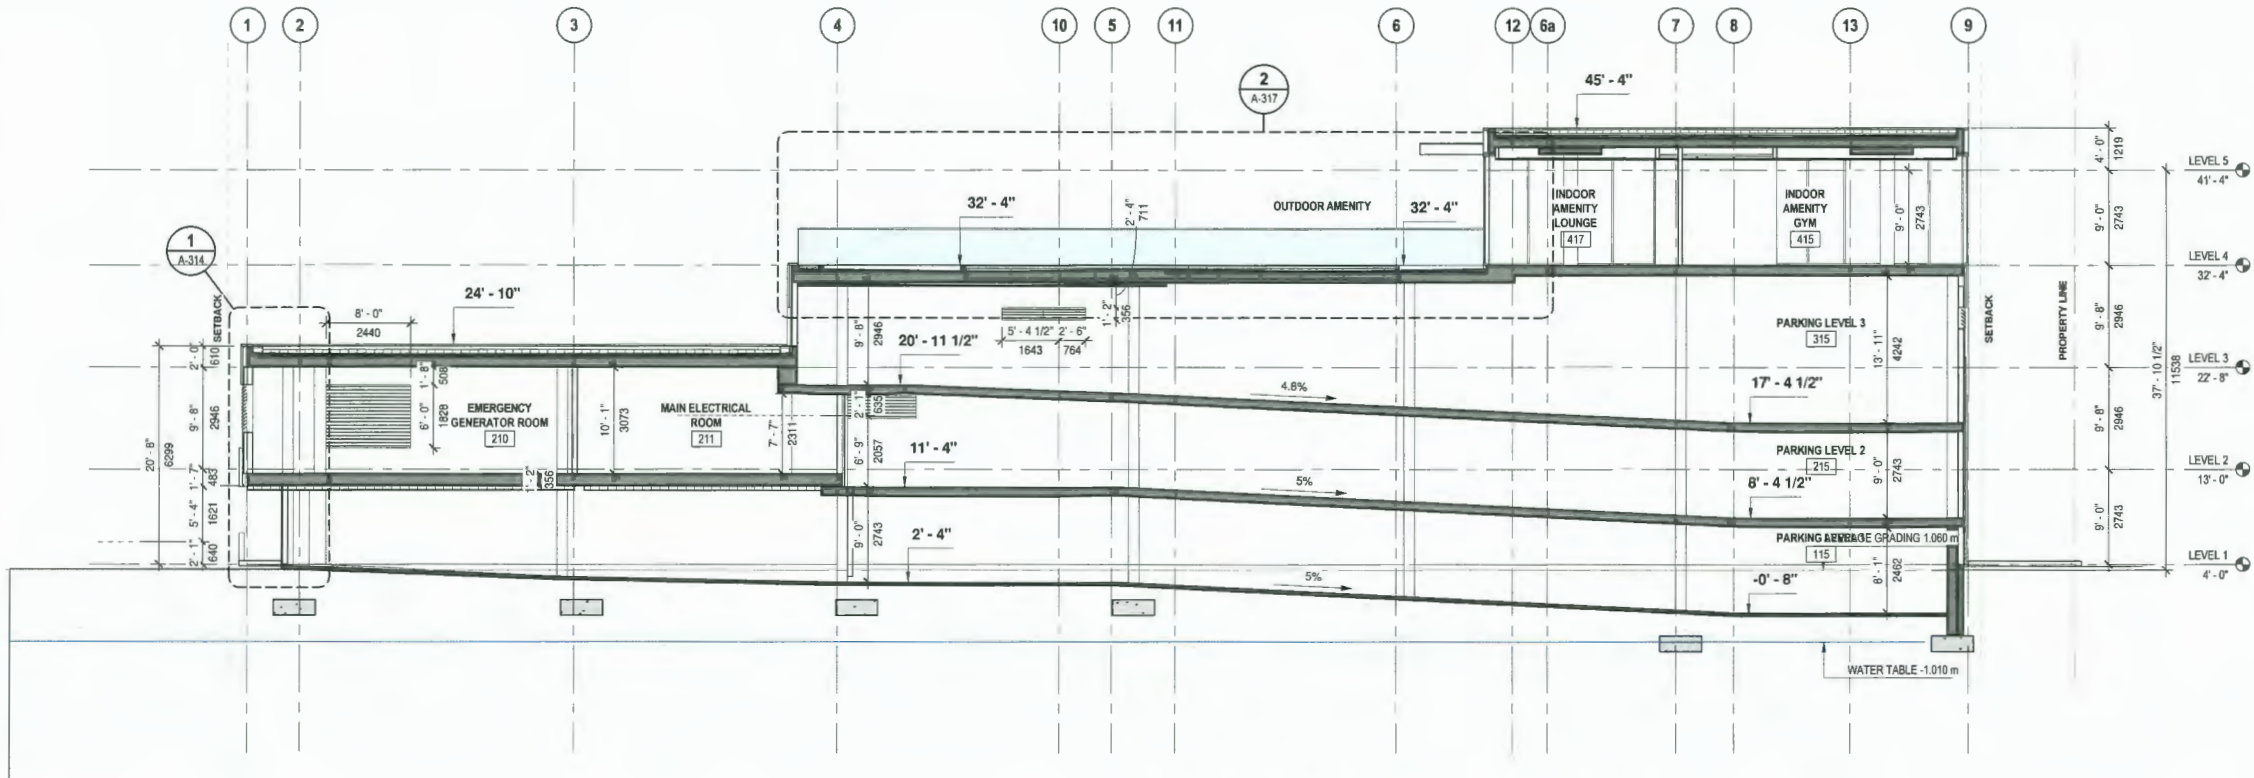 1 2 3 4 10 5 11 6 12 6a 7 8 13 9
2
A-317
45' - 4"
4' - 0"
1219
LEVEL 5
41' - 4"
1
A-314
SETBACK
24' - 10"
8' - 0"
2440
32' - 4"
2' - 4"
711
OUTDOOR AMENITY
32' - 4"
INDOOR
AMENITY
LOUNGE
417
INDOOR
AMENITY
GYM
415
9' - 0"
2743
9' - 0"
2743
LEVEL 4
32' - 4"
SETBACK
PROPERTY LINE
9' - 8"
2946
20' - 11 1/2"
5' - 4 1/2" 2' - 6"
1643 764
1' - 2"
356
PARKING LEVEL 3
315
13' - 11"
4242
9' - 8"
2946
37' - 10 1/2"
11538
LEVEL 3
22' - 8"
2' - 0"
610
1' - 8"
508
6' - 0"
1828
9' - 8"
2946
20' - 8"
6299
EMERGENCY
GENERATOR ROOM
210
10' - 1"
3073
MAIN ELECTRICAL
ROOM
211
7' - 7"
2311
2' - 1"
635
6' - 9"
2057
4.8%
17' - 4 1/2"
PARKING LEVEL 2
215
9' - 0"
2743
9' - 8"
2946
LEVEL 2
13' - 0"
1' - 7"
483
1' - 2"
356
11' - 4"
5%
8' - 4 1/2"
5' - 4"
1621
2' - 1"
640
9' - 0"
2743
2' - 4"
5%
PARKING LEVEL 1
AVERAGE GRADING 1.060 m
115
8' - 1"
2462
-0' - 8"
9' - 0"
2743
LEVEL 1
4' - 0"
WATER TABLE -1.010 m